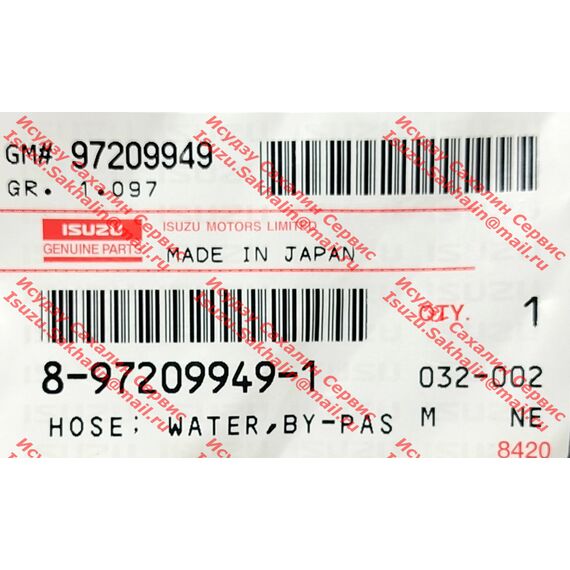 GM# 97209949
GR. 1.097
ISUZU
GENUINE PARTS
ISUZU MOTORS LIMITED
MADE IN JAPAN
QTY. 1
8-97209949-1 032-002
HOSE; WATER,BY-PAS M NE
8420
Исудзу Сахалин Сервис
Isuzu.Sakhalin@mail.ru